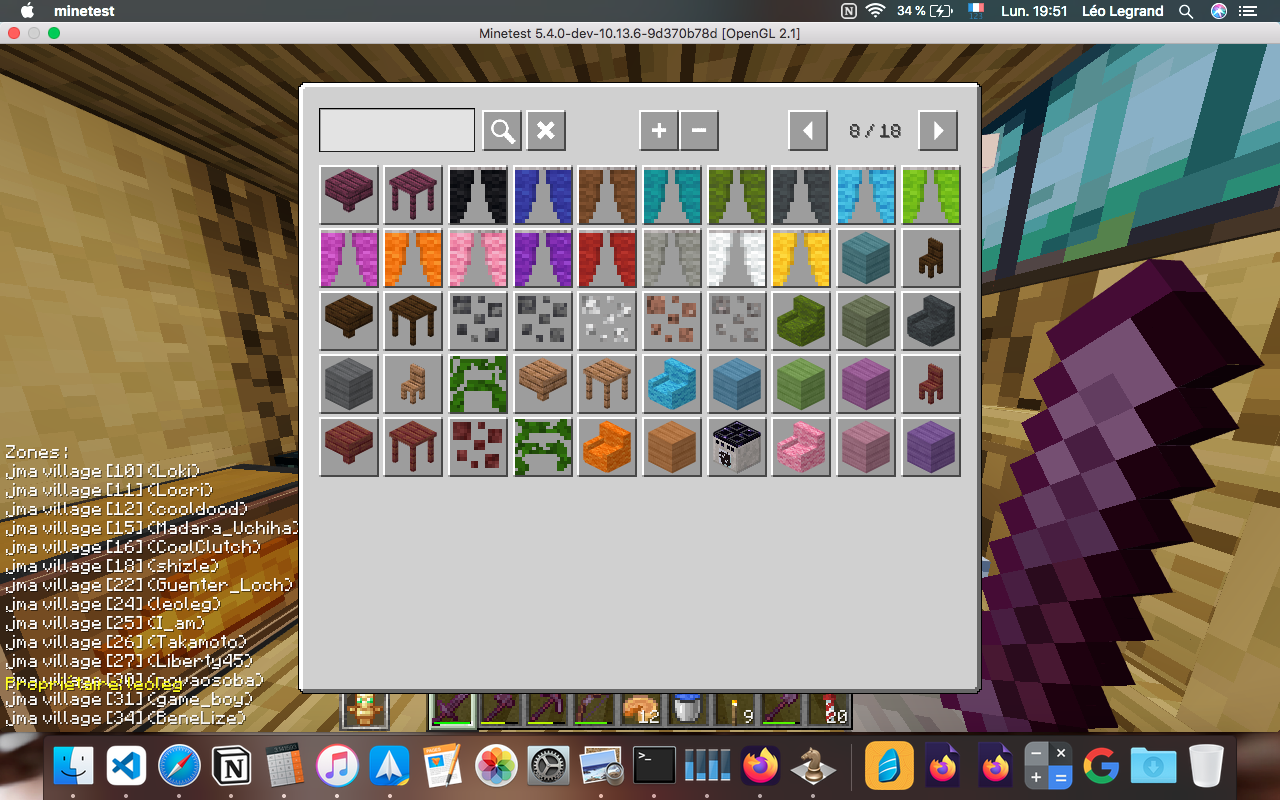 minetest
34 %
123
Lun. 19:51
Léo Legrand
Minetest 5.4.0-dev-10.13.6-9d370b78d [OpenGL 2.1]
8 / 18
Zones :
,jma village [10] (Loki)
,jma village [11] (Locri)
,jma village [12] (cooldood)
,jma village [15] (Madara_Uchiha)
,jma village [16] (CoolClutch)
,jma village [18] (shizle)
,jma village [22] (Guenter_Loch)
,jma village [24] (leoleg)
,jma village [25] (I_am)
,jma village [26] (Takamoto)
,jma village [27] (Liberty45)
,jma village [30]
,jma village [31] (game_boy)
,jma village [34] (BeneLize)
12
9
20